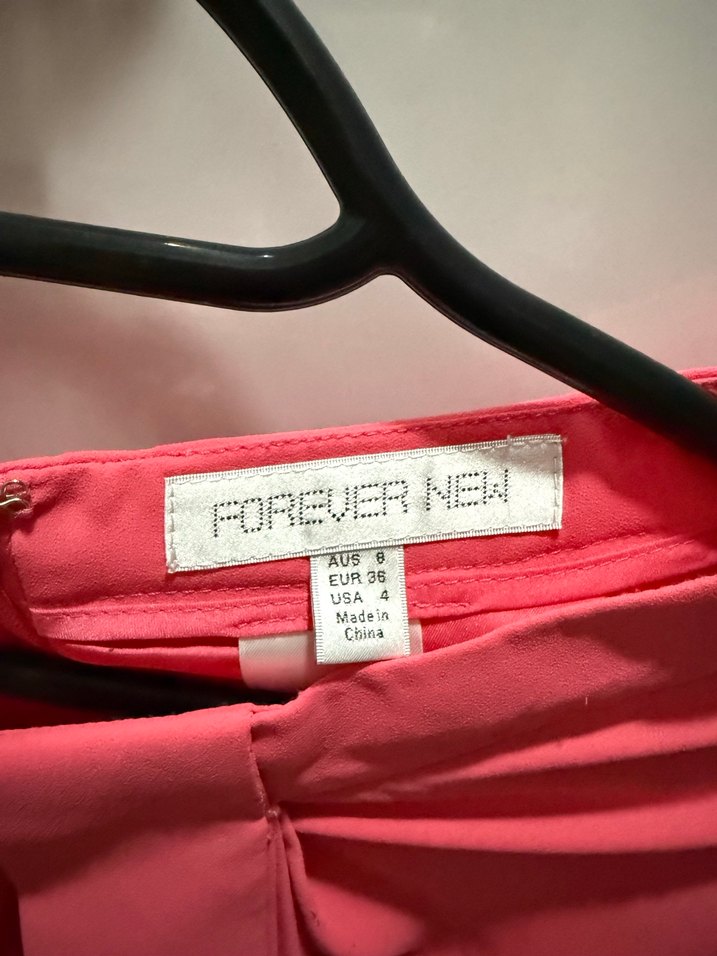 FOREVER NEW
AUS 8
EUR 36
USA 4
Made in
China